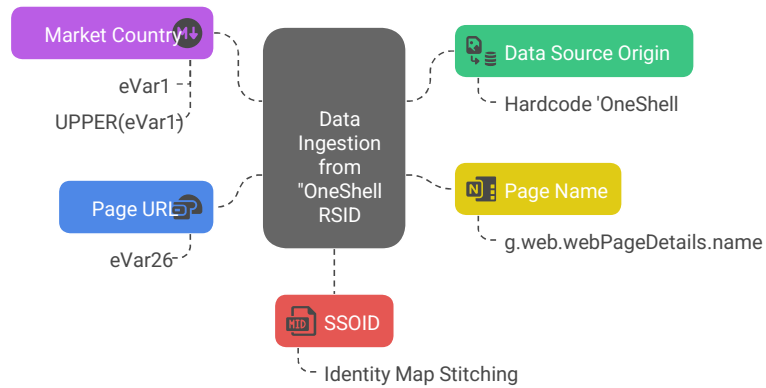 Market Country
M
eVar1
UPPER(eVar1)
Page URL
eVar26
Data
Ingestion
from
"OneShell
RSID
Data Source Origin
Hardcode 'OneShell
N
Page Name
g.web.webPageDetails.name
MID
SSOID
Identity Map Stitching